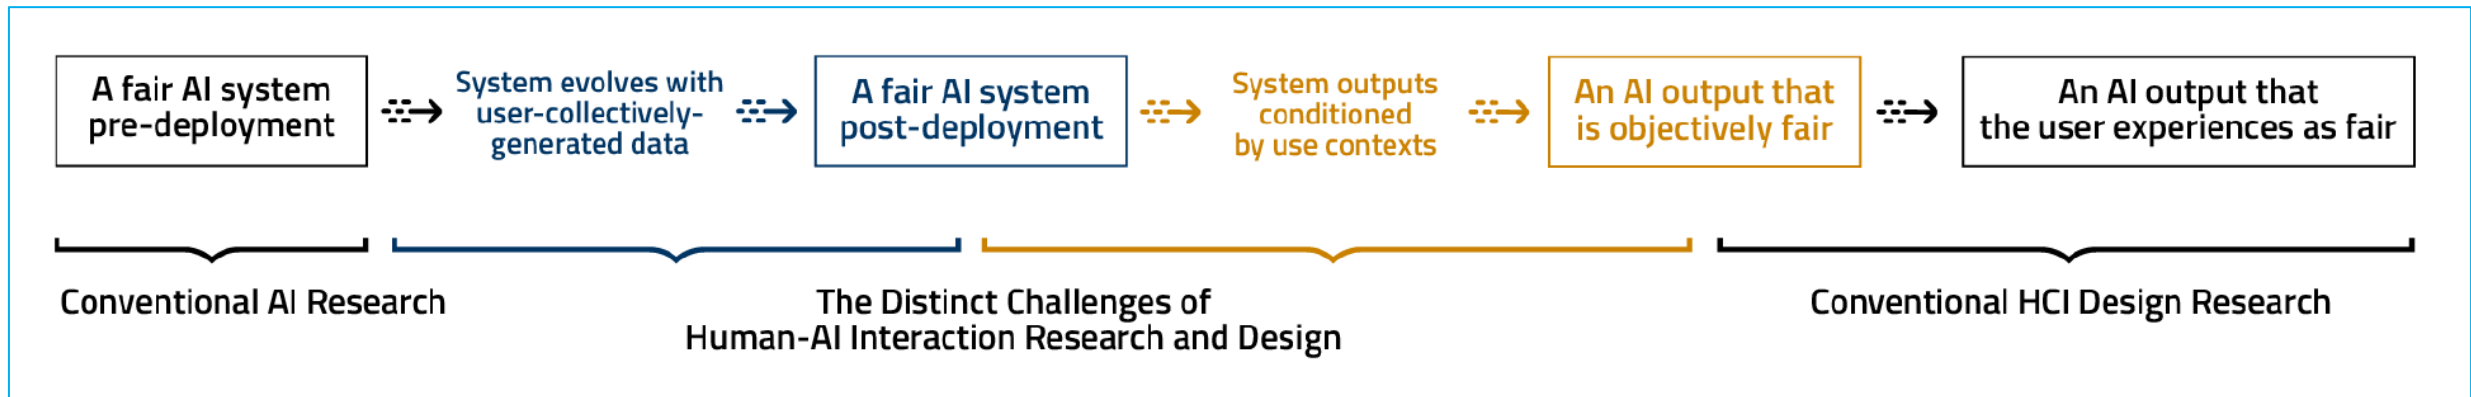 A fair AI system
pre-deployment
System evolves with
user-collectively-
generated data
A fair AI system
post-deployment
System outputs
conditioned
by use contexts
An AI output that
is objectively fair
An AI output that
the user experiences as fair
Conventional AI Research
The Distinct Challenges of
Human-AI Interaction Research and Design
Conventional HCI Design Research